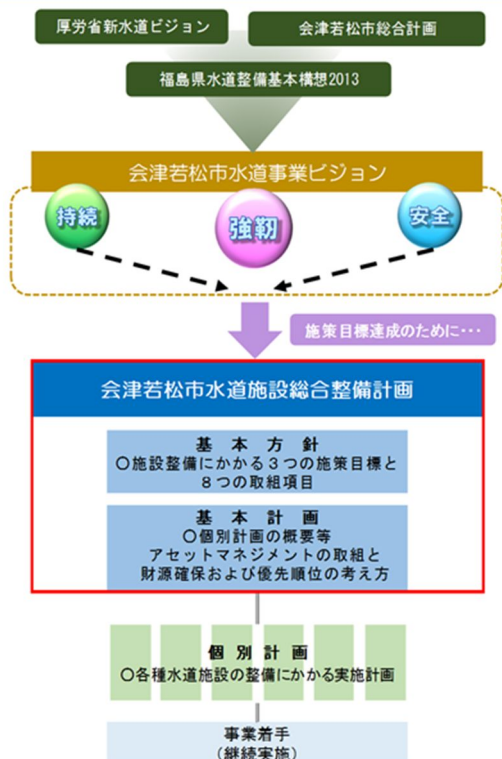 厚労省新水道ビジョン
会津若松市総合計画
福島県水道整備基本構想2013
会津若松市水道事業ビジョン
持続
強靭
安全
施策目標達成のために･･･
会津若松市水道施設総合整備計画
基本方針
〇施設整備にかかる３つの施策目標と
８つの取組項目
基本計画
〇個別計画の概要等
アセットマネジメントの取組と
財源確保および優先順位の考え方
個別計画
〇各種水道施設の整備にかかる実施計画
事業着手
(継続実施)